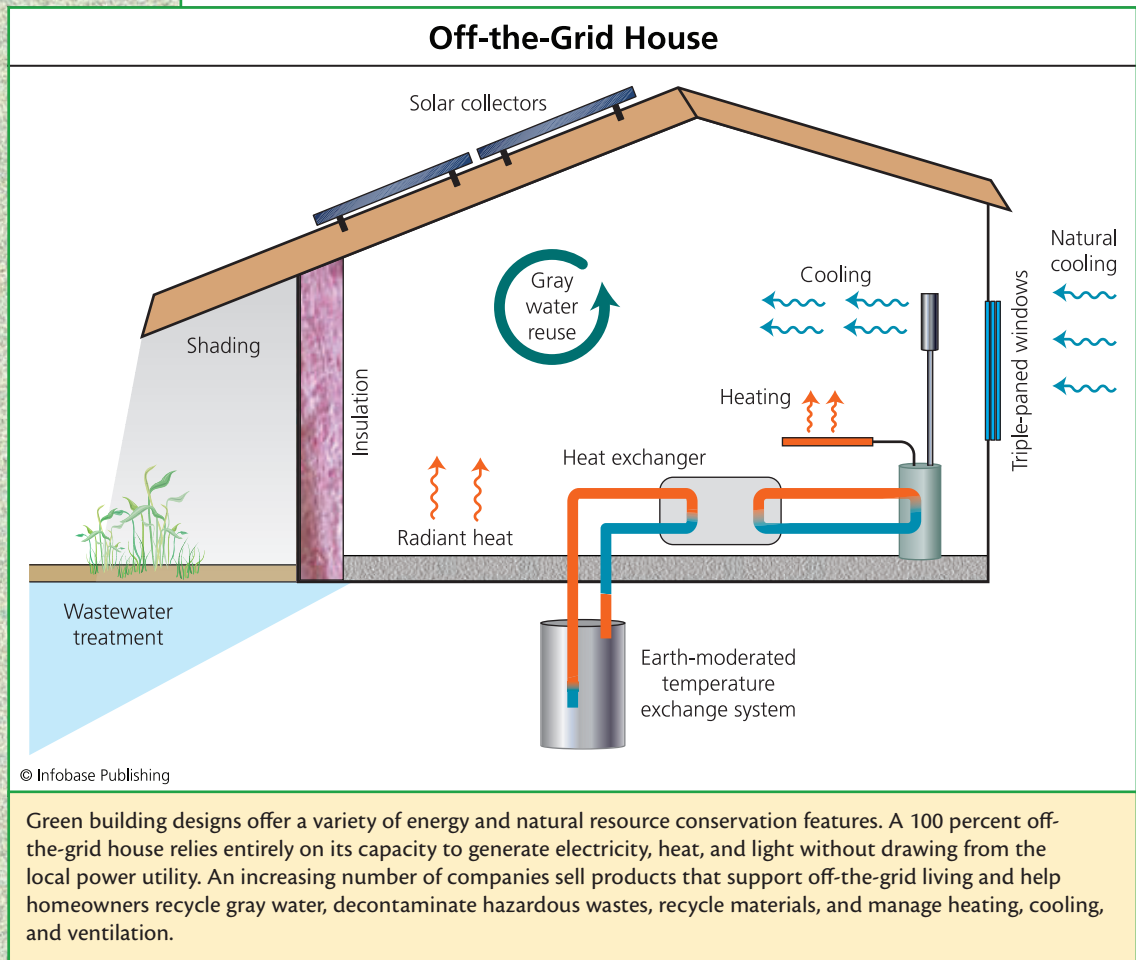 Off-the-Grid House
Solar collectors
Natural
cooling
Cooling
Gray
water
reuse
Shading
Insulation
Triple-paned windows
Heating
Heat exchanger
Radiant heat
Wastewater
treatment
Earth-moderated
temperature
exchange system
© Infobase Publishing
Green building designs offer a variety of energy and natural resource conservation features. A 100 percent off-
the-grid house relies entirely on its capacity to generate electricity, heat, and light without drawing from the
local power utility. An increasing number of companies sell products that support off-the-grid living and help
homeowners recycle gray water, decontaminate hazardous wastes, recycle materials, and manage heating, cooling,
and ventilation.